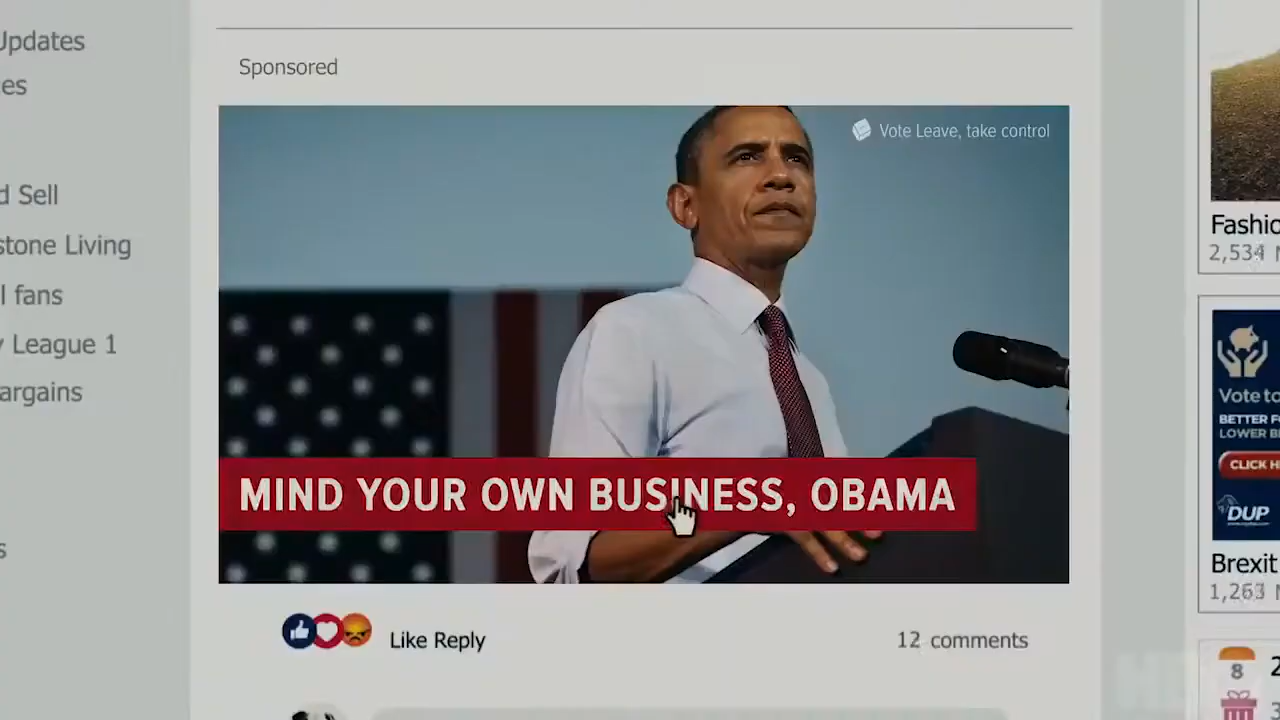 Updates
es
d Sell
stone Living
l fans
y League 1
argains
s
Sponsored
Vote Leave, take control
MIND YOUR OWN BUSINESS, OBAMA
Like Reply
12 comments
Fashio
2,534
Vote to
BETTER F
LOWER B
CLICK H
DUP
Brexit
1,263
8
2